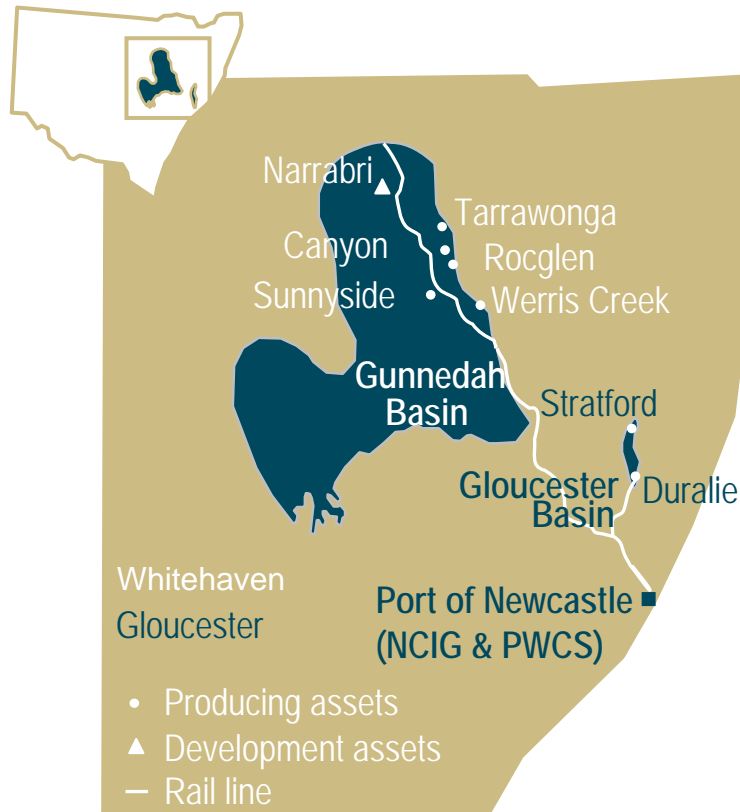 Narrabri
Tarrawonga
Canyon
Rocglen
Sunnyside
Werris Creek
Gunnedah
Basin
Stratford
Gloucester
Basin
Duralie
Whitehaven
Gloucester
Port of Newcastle
(NCIG & PWCS)
Producing assets
Development assets
Rail line